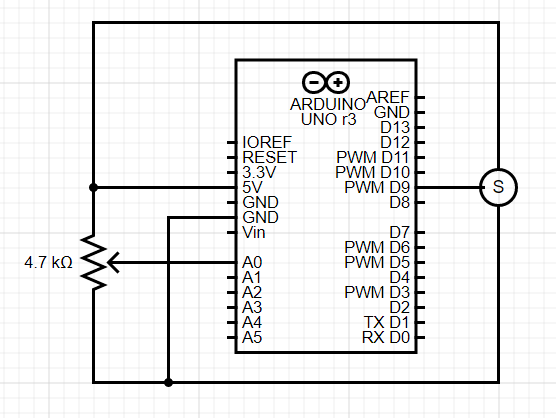 ARDUINO
UNO r3
AREF
GND
D13
IOREF
D12
RESET
PWM D11
3.3V
PWM D10
5V
PWM D9
S
GND
D8
GND
Vin
D7
PWM D6
4.7 kΩ
A0
PWM D5
A1
D4
A2
PWM D3
A3
D2
A4
TX D1
A5
RX D0